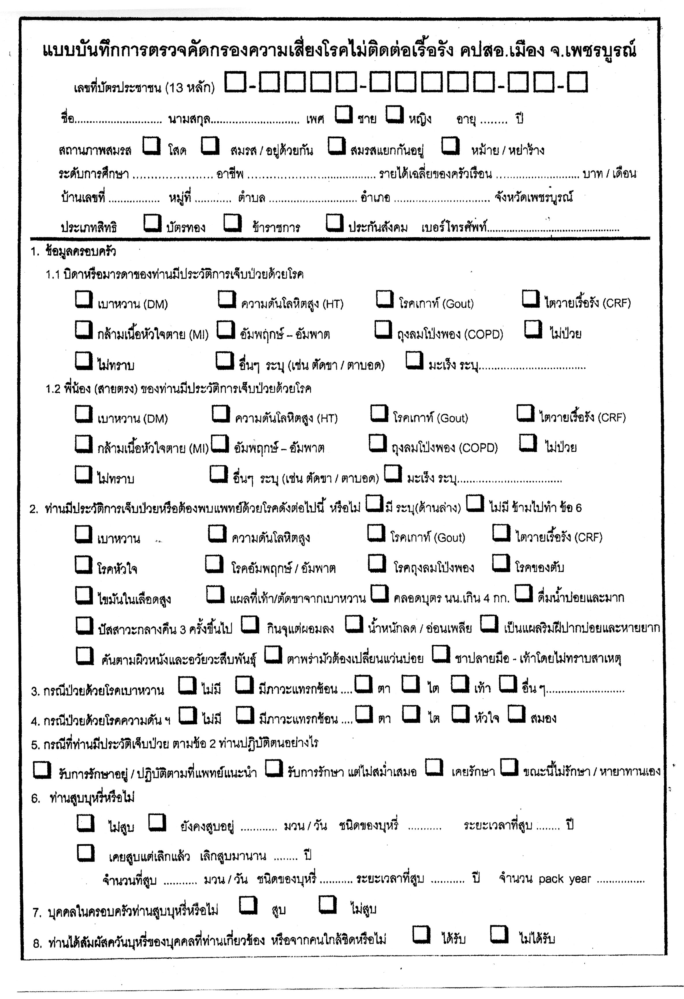 แบบบันทึกการตรวจคัดกรองความเสี่ยงโรคไม่ติดต่อเรื้อรัง คปสอ.เมือง จ.เพชรบูรณ์
เลขที่บัตรประชาชน (13 หลัก) ☐-☐☐☐☐-☐☐☐☐☐-☐☐-☐
ชื่อ............................ นามสกุล............................ เพศ ☐ ชาย ☐ หญิง อายุ ........ ปี
สถานภาพสมรส ☐ โสด ☐ สมรส / อยู่ด้วยกัน ☐ สมรสแยกกันอยู่ ☐ หม้าย / หย่าร้าง
ระดับการศึกษา ....................... อาชีพ .................................... รายได้เฉลี่ยของครัวเรือน ........................ บาท / เดือน
บ้านเลขที่ ............... หมู่ที่ ........... ตำบล .......................... อำเภอ ............................ จังหวัดเพชรบูรณ์
ประเภทสิทธิ ☐ บัตรทอง ☐ ข้าราชการ ☐ ประกันสังคม เบอร์โทรศัพท์..........................................
1. ข้อมูลครอบครัว
1.1 บิดาหรือมารดาของท่านมีประวัติการเจ็บป่วยด้วยโรค
☐ เบาหวาน (DM) ☐ ความดันโลหิตสูง (HT) ☐ โรคเกาท์ (Gout) ☐ ไตวายเรื้อรัง (CRF)
☐ กล้ามเนื้อหัวใจตาย (MI) ☐ อัมพฤกษ์ – อัมพาต ☐ ถุงลมโป่งพอง (COPD) ☐ ไม่ป่วย
☐ ไม่ทราบ ☐ อื่นๆ ระบุ (เช่น ตัดขา / ตาบอด) ☐ มะเร็ง ระบุ..................................
1.2 พี่น้อง (สายตรง) ของท่านมีประวัติการเจ็บป่วยด้วยโรค
☐ เบาหวาน (DM) ☐ ความดันโลหิตสูง (HT) ☐ โรคเกาท์ (Gout) ☐ ไตวายเรื้อรัง (CRF)
☐ กล้ามเนื้อหัวใจตาย (MI) ☐ อัมพฤกษ์ – อัมพาต ☐ ถุงลมโป่งพอง (COPD) ☐ ไม่ป่วย
☐ ไม่ทราบ ☐ อื่นๆ ระบุ (เช่น ตัดขา / ตาบอด) ☐ มะเร็ง ระบุ.................................
2. ท่านมีประวัติการเจ็บป่วยหรือต้องพบแพทย์ด้วยโรคดังต่อไปนี้ หรือไม่ ☐ มี ระบุ(ด้านล่าง) ☐ ไม่มี ข้ามไปทำ ข้อ 6
☐ เบาหวาน ☐ ความดันโลหิตสูง ☐ โรคเกาท์ (Gout) ☐ ไตวายเรื้อรัง (CRF)
☐ โรคหัวใจ ☐ โรคอัมพฤกษ์ / อัมพาต ☐ โรคถุงลมโป่งพอง ☐ โรคของตับ
☐ ไขมันในเลือดสูง ☐ แผลที่เท้า/ตัดขาจากเบาหวาน ☐ คลอดบุตร นน.เกิน 4 กก. ☐ ดื่มน้ำบ่อยและมาก
☐ ปัสสาวะกลางคืน 3 ครั้งขึ้นไป ☐ กินจุแต่ผอมลง ☐ น้ำหนักลด / อ่อนเพลีย ☐ เป็นแผลริมฝีปากบ่อยและหายยาก
☐ คันตามผิวหนังและอวัยวะสืบพันธุ์ ☐ ตาพร่ามัวต้องเปลี่ยนแว่นบ่อย ☐ ชาปลายมือ - เท้าโดยไม่ทราบสาเหตุ
3. กรณีป่วยด้วยโรคเบาหวาน ☐ ไม่มี ☐ มีภาวะแทรกซ้อน .... ☐ ตา ☐ ไต ☐ เท้า ☐ อื่น ๆ.........................
4. กรณีป่วยด้วยโรคความดัน ฯ ☐ ไม่มี ☐ มีภาวะแทรกซ้อน .... ☐ ตา ☐ ไต ☐ หัวใจ ☐ สมอง
5. กรณีที่ท่านมีประวัติเจ็บป่วย ตามข้อ 2 ท่านปฏิบัติตนอย่างไร
☐ รับการรักษาอยู่ / ปฏิบัติตามที่แพทย์แนะนำ ☐ รับการรักษา แต่ไม่สม่ำเสมอ ☐ เคยรักษา ☐ ขณะนี้ไม่รักษา / หายาทานเอง
6. ท่านสูบบุหรี่หรือไม่
☐ ไม่สูบ ☐ ยังคงสูบอยู่ ............ มวน / วัน ชนิดของบุหรี่ ........... ระยะเวลาที่สูบ ........ ปี
☐ เคยสูบแต่เลิกแล้ว เลิกสูบมานาน ........ ปี
จำนวนที่สูบ ........... มวน / วัน ชนิดของบุหรี่ ........... ระยะเวลาที่สูบ ........... ปี จำนวน pack year ................
7. บุคคลในครอบครัวท่านสูบบุหรี่หรือไม่ ☐ สูบ ☐ ไม่สูบ
8. ท่านได้สัมผัสควันบุหรี่ของบุคคลที่ท่านเกี่ยวข้อง หรือจากคนใกล้ชิดหรือไม่ ☐ ได้รับ ☐ ไม่ได้รับ